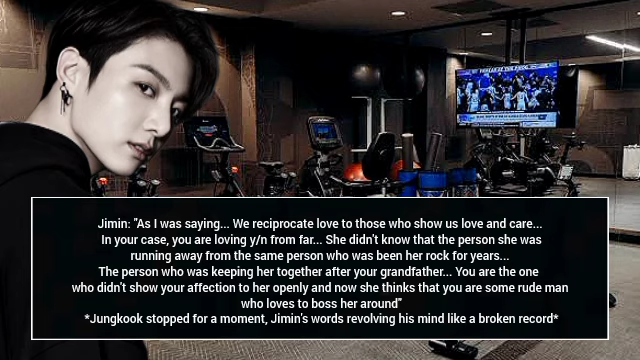 Jimin: "As I was saying... We reciprocate love to those who show us love and care...
In your case, you are loving y/n from far... She didn't know that the person she was
running away from the same person who was been her rock for years...
The person who was keeping her together after your grandfather... You are the one
who didn't show your affection to her openly and now she thinks that you are some rude man
who loves to boss her around"
*Jungkook stopped for a moment, Jimin's words revolving his mind like a broken record*